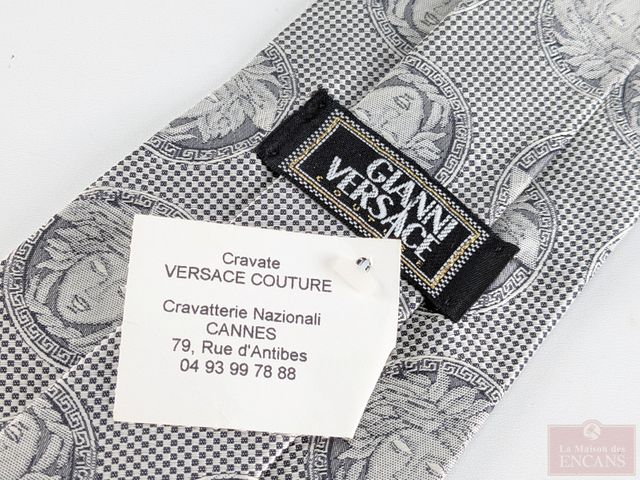 GIANNI
VERSACE
Cravate
VERSACE COUTURE
Cravatterie Nazionali
CANNES
79, Rue d'Antibes
04 93 99 78 88
La Maison des
ENCANS